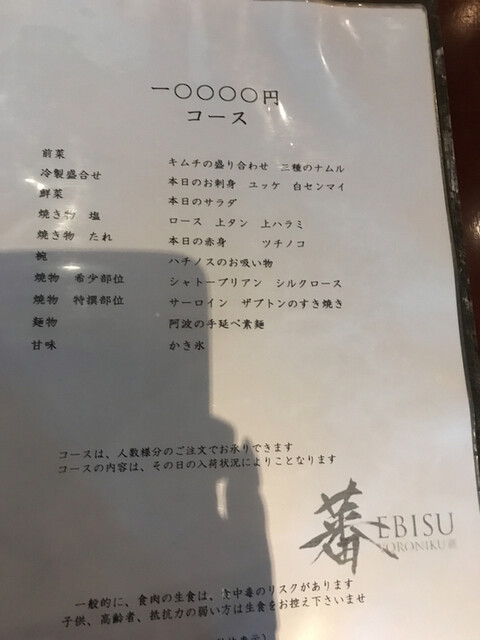 一〇〇〇〇円
コース
前菜 キムチの盛り合わせ 三種のナムル
冷製盛合せ 本日のお刺身 ユッケ 白センマイ
鮮菜 本日のサラダ
焼き物 塩 ロース 上タン 上ハラミ
焼き物 たれ 本日の赤身 ツチノコ
椀 ハチノスのお吸い物
焼物 希少部位 シャトーブリアン シルクロース
焼物 特撰部位 サーロイン ザブトンのすき焼き
麺物 阿波の手延べ素麺
甘味 かき氷
コースは、人数様分のご注文でお承りできます
コースの内容は、その日の入荷状況によりことなります
蕃 EBISU
YORONIKU 蕃
一般的に、食肉の生食は、食中毒のリスクがあります
子供、高齢者、抵抗力の弱い方は生食をお控え下さいませ